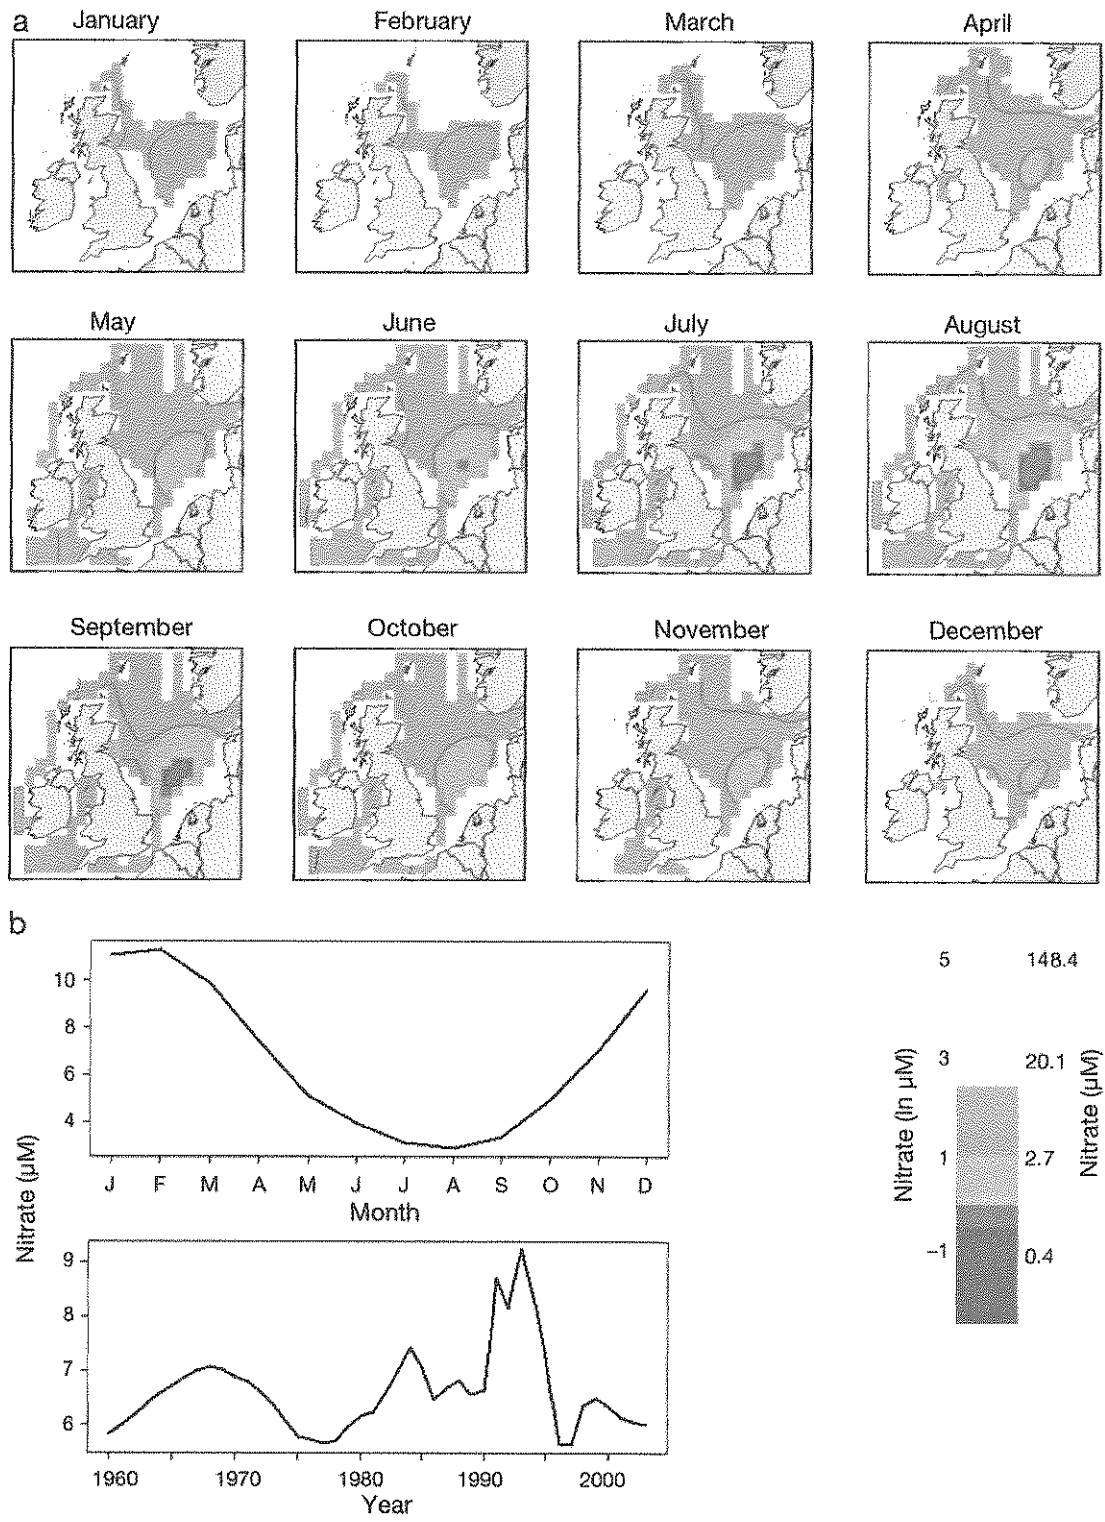 a
January
February
March
April
May
June
July
August
September
October
November
December
b
10
8
6
4
J F M A M J J A S O N D
Month
Nitrate (µM)
9
8
7
6
1960 1970 1980 1990 2000
Year
5 148.4
3 20.1
1 2.7
–1 0.4
Nitrate (ln µM)
Nitrate (µM)